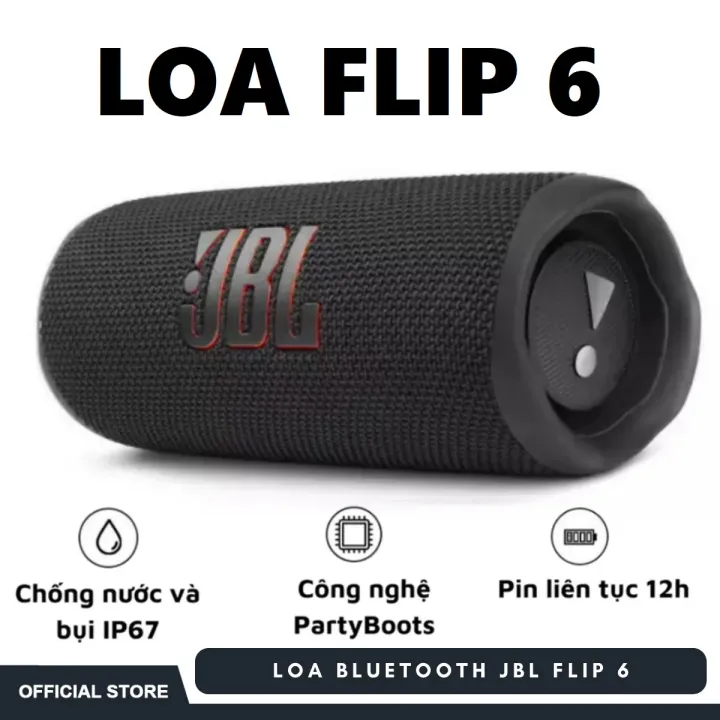 LOA FLIP 6
JBL
Chống nước và
bụi IP67
Công nghệ
PartyBoots
Pin liên tục 12h
OFFICIAL STORE
LOA BLUETOOTH JBL FLIP 6